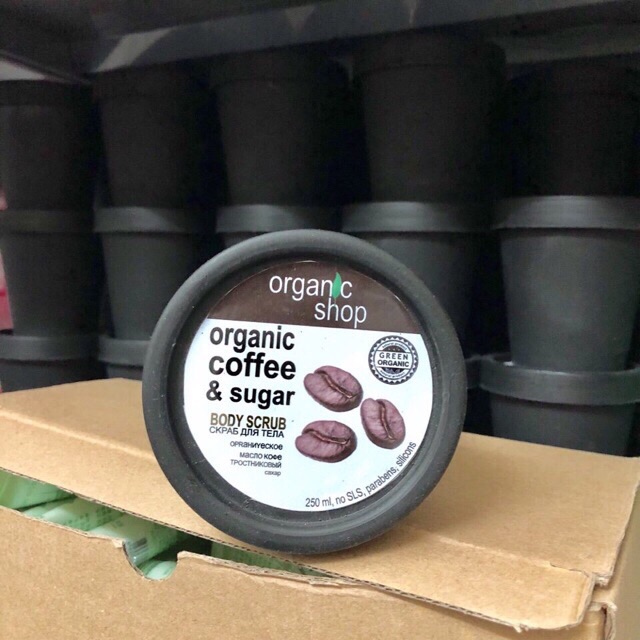 organic
shop
organic
coffee
& sugar
BODY SCRUB
СКРАБ ДЛЯ ТЕЛА
органическое
масло кофе
тростниковый
сахар
GREEN
ORGANIC
250 ml, no SLS, parabens, silicons